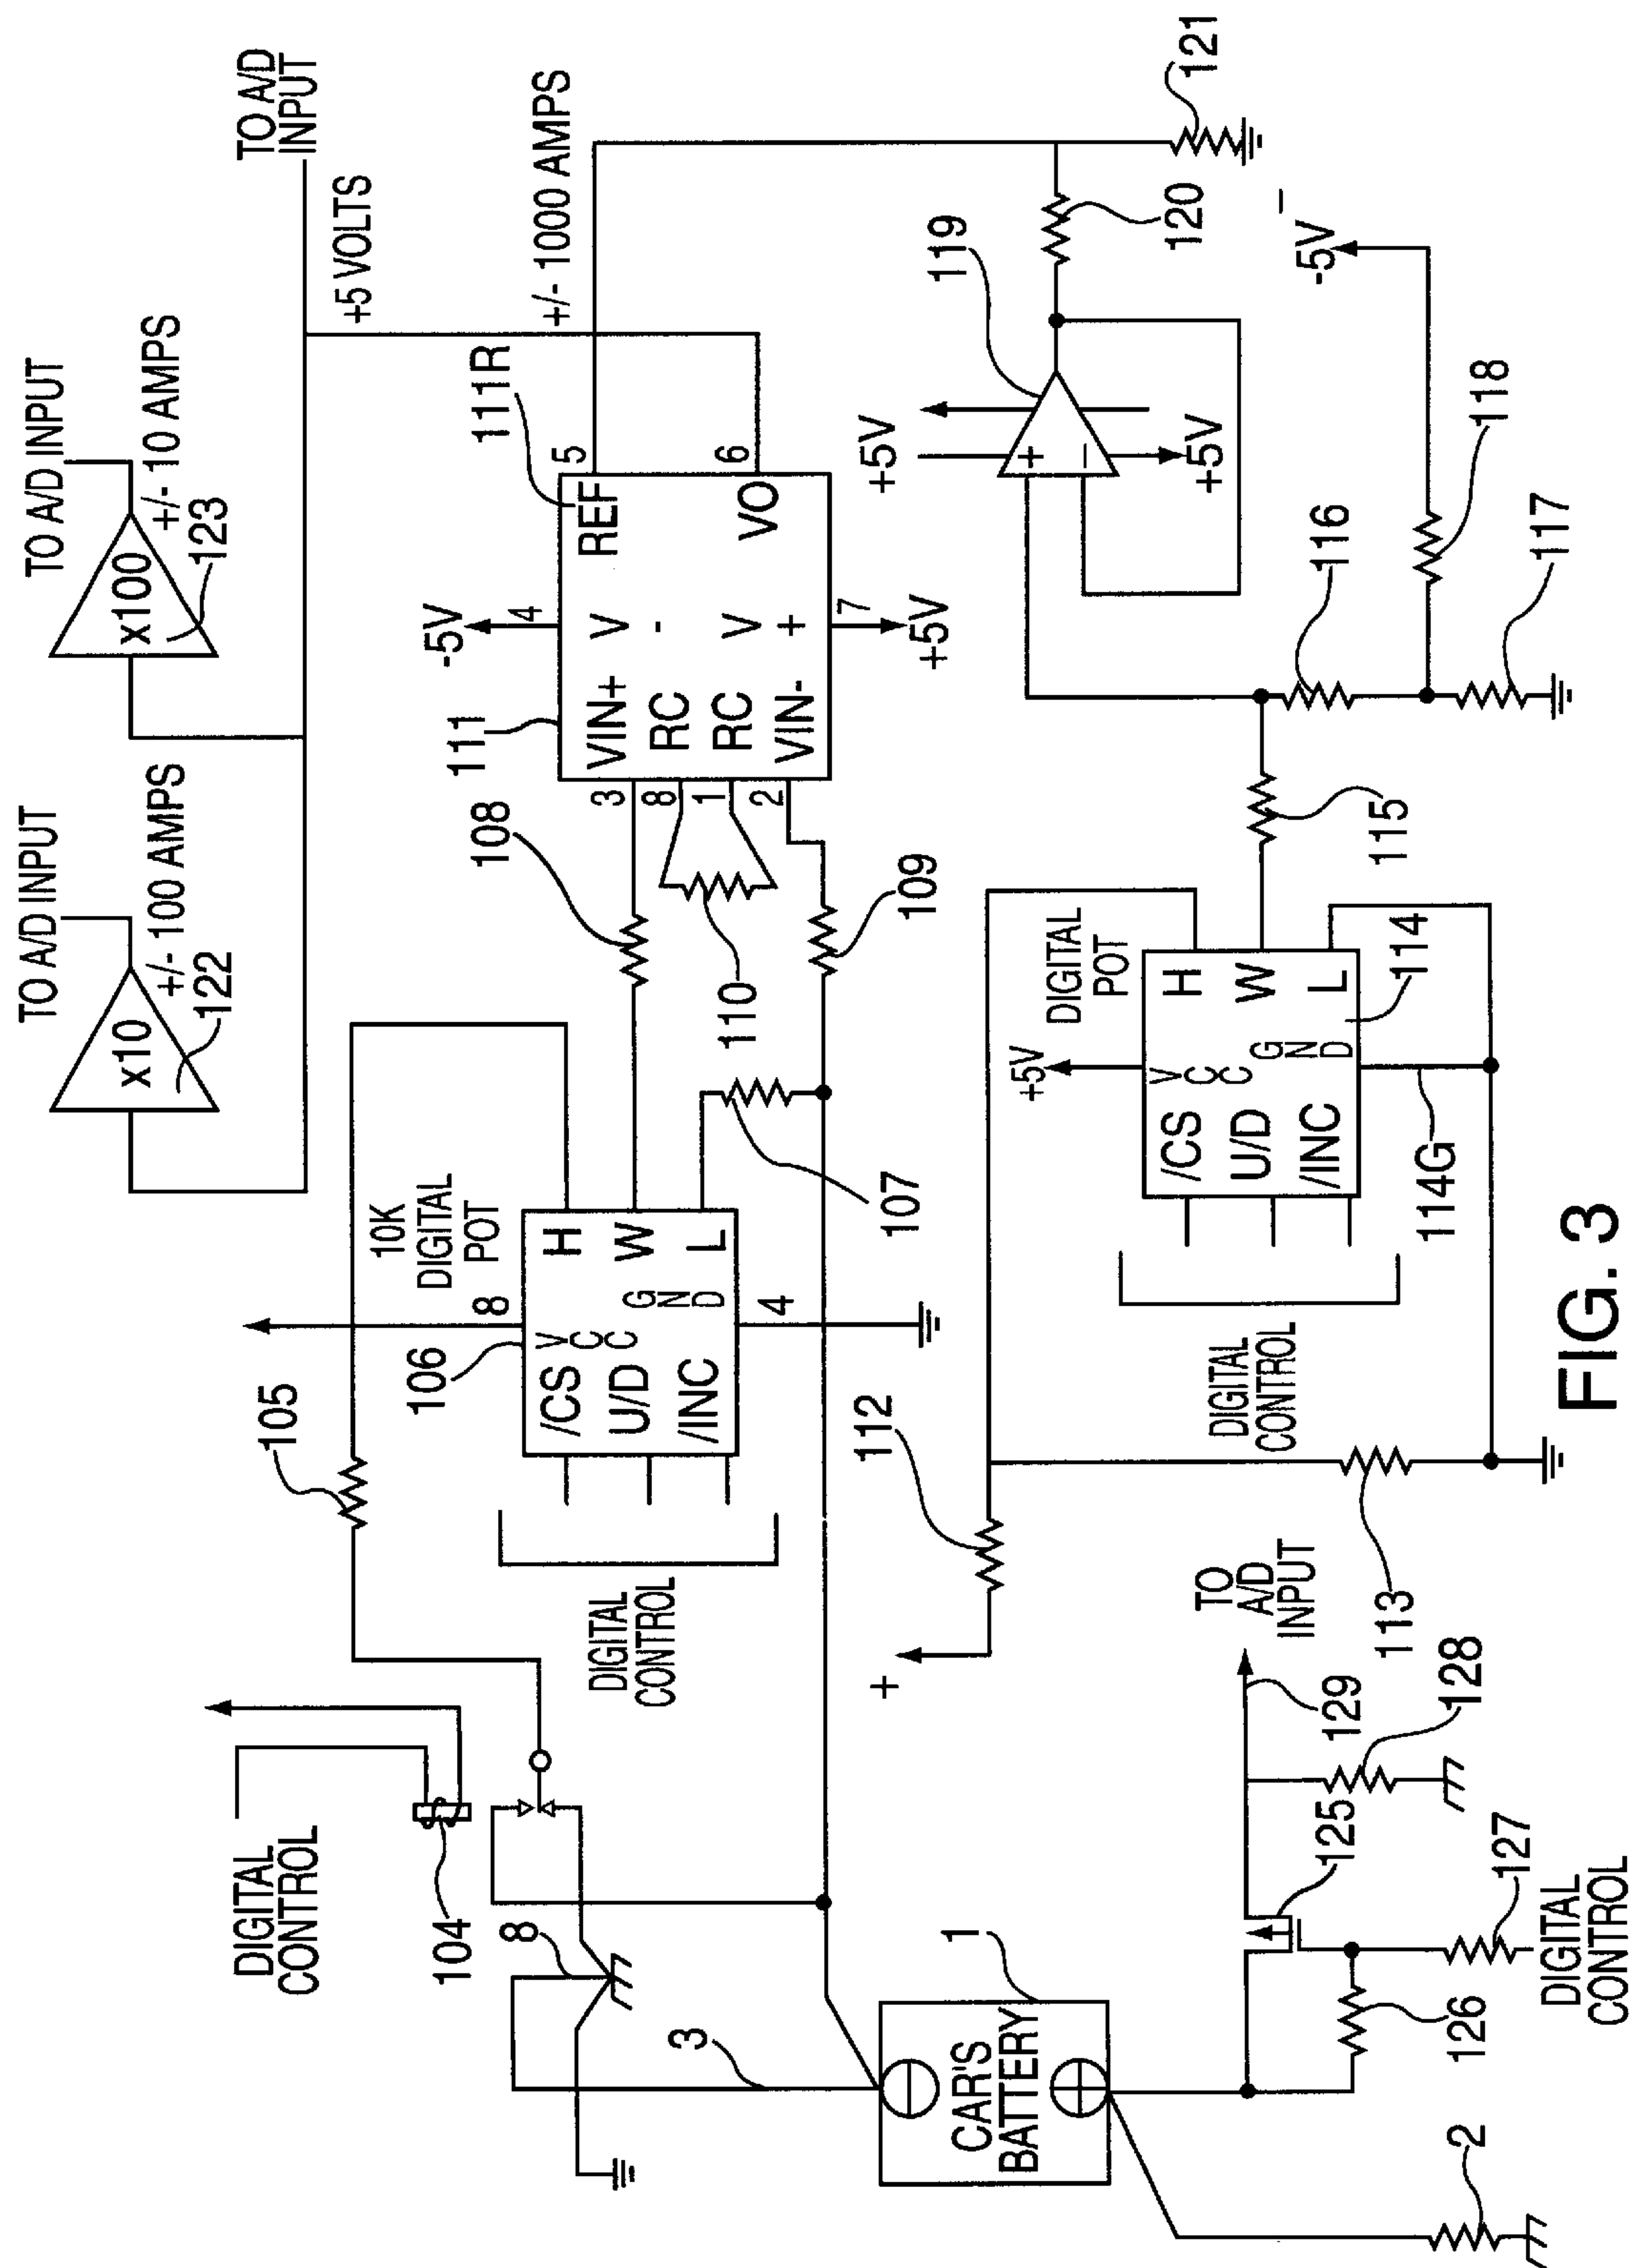 TO A/D INPUT
x10
+/- 100 AMPS
122
TO A/D INPUT
x100
+/- 10 AMPS
123
TO A/D
INPUT
+5 VOLTS
+/- 1000 AMPS
DIGITAL
CONTROL
104
105
8
3
10K
DIGITAL
POT
106
8
VCC
/CS
U/D
/INC
GND
H
W
L
4
DIGITAL
CONTROL
107
108
109
110
111
3
8
1
2
VIN+
RC
RC
VIN-
-5V
4
V
-
V
+
7
+5V
REF
111R
5
VO
6
121
120
119
+5V
+
−
+5V
-5V
−
118
116
117
115
112
+
113
DIGITAL
POT
+5V
VCC
/CS
U/D
/INC
GND
H
W
L
114
114G
DIGITAL
CONTROL
1
CAR'S
BATTERY
2
TO
A/D
INPUT
129
128
125
127
126
DIGITAL
CONTROL
FIG. 3